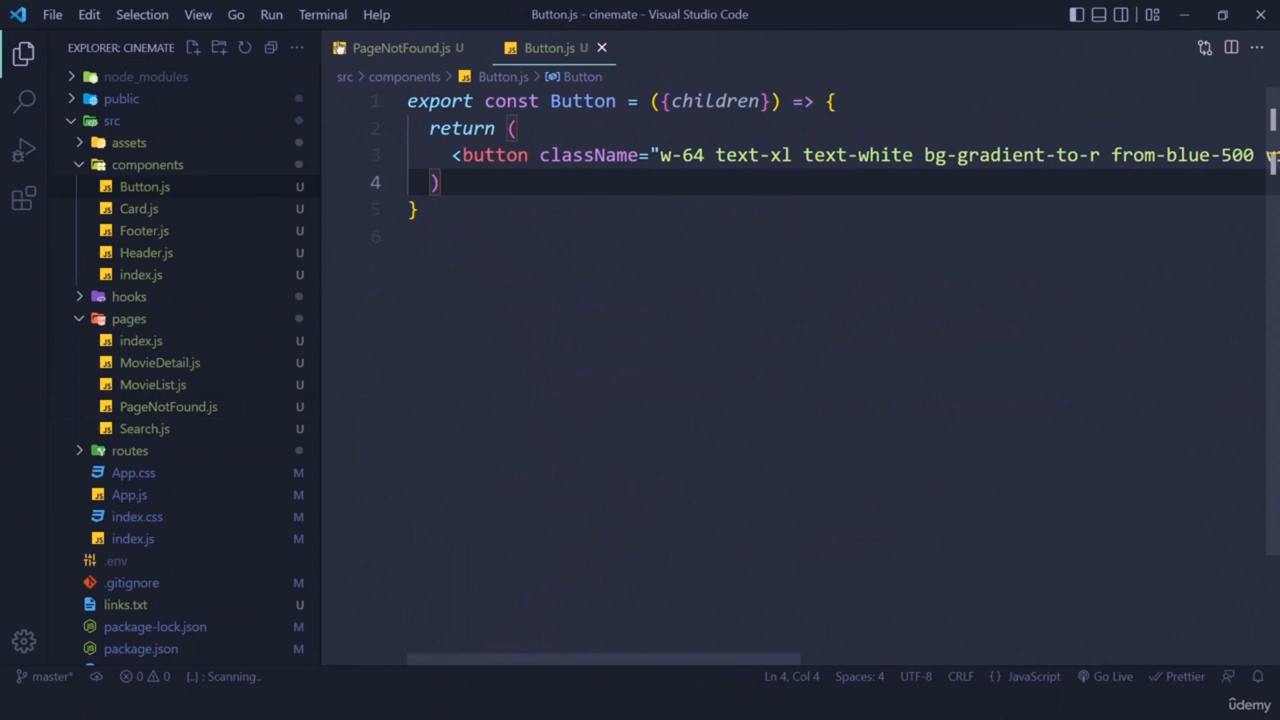 File Edit Selection View Go Run Terminal Help
Button.js - cinemate - Visual Studio Code
EXPLORER: CINEMATE
node_modules
public
src
assets
components
Button.js U
Card.js U
Footer.js U
Header.js U
index.js U
hooks
pages
index.js U
MovieDetail.js U
MovieList.js U
PageNotFound.js U
Search.js U
routes
App.css M
App.js M
index.css M
index.js M
.env
.gitignore M
links.txt U
package-lock.json M
package.json M
PageNotFound.js U
Button.js U
src > components > Button.js > Button
1 export const Button = ({children}) => {
2 return (
3 <button className="w-64 text-xl text-white bg-gradient-to-r from-blue-500
4 )
5 }
6
master* 0 0 {..} : Scanning..
Ln 4, Col 4 Spaces: 4 UTF-8 CRLF {} JavaScript Go Live Prettier
ûdemy